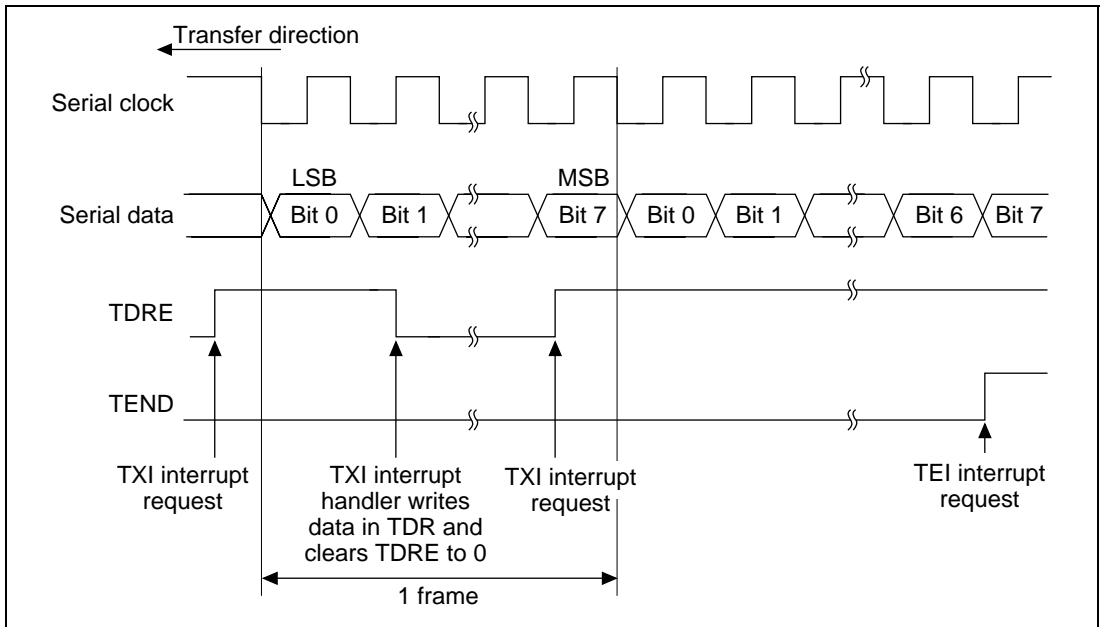 Transfer direction
Serial clock
LSB
MSB
Serial data
Bit 0
Bit 1
Bit 7
Bit 0
Bit 1
Bit 6
Bit 7
TDRE
TEND
TXI interrupt
request
TXI interrupt
handler writes
data in TDR and
clears TDRE to 0
TXI interrupt
request
TEI interrupt
request
1 frame